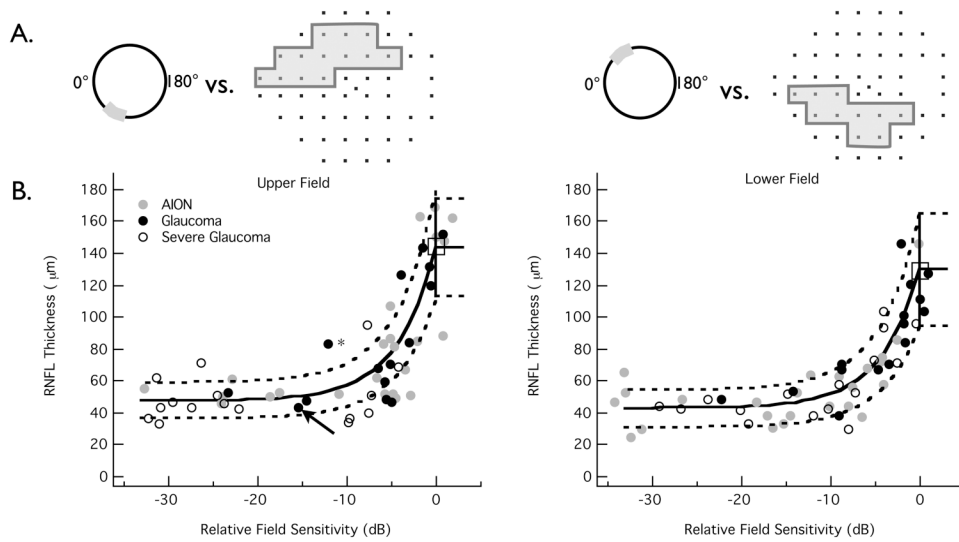 A.
0° 180° vs.
0° 180° vs.
B.
Upper Field
180
160
140
120
100
80
60
40
20
0
RNFL Thickness ( μm)
AION
Glaucoma
Severe Glaucoma
*
-30 -20 -10 0
Relative Field Sensitivity (dB)
Lower Field
180
160
140
120
100
80
60
40
20
0
RNFL Thickness ( μm)
-30 -20 -10 0
Relative Field Sensitivity (dB)